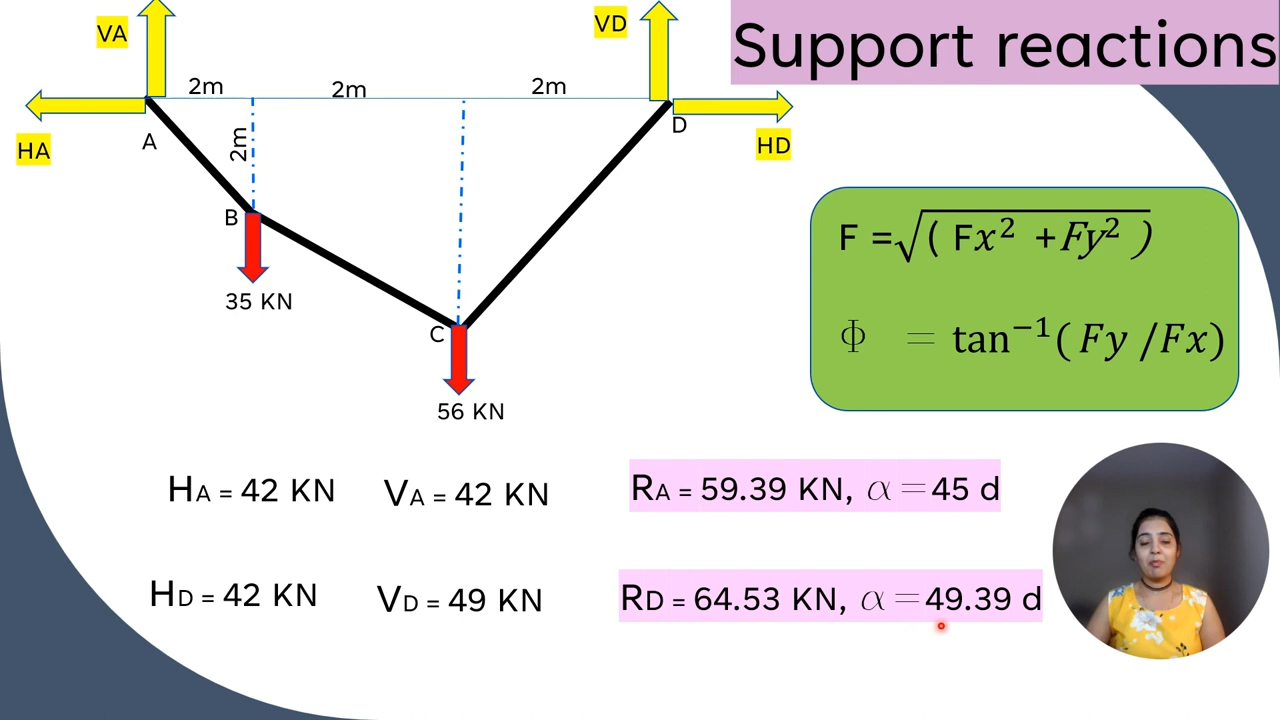 Support reactions
VA
VD
2m
2m
2m
HA
A
2m
D
HD
B
35 KN
C
56 KN
F =√( Fx² +Fy² )
Φ = tan⁻¹( Fy /Fx)
HA = 42 KN
VA = 42 KN
RA = 59.39 KN, α = 45 d
HD = 42 KN
VD = 49 KN
RD = 64.53 KN, α = 49.39 d